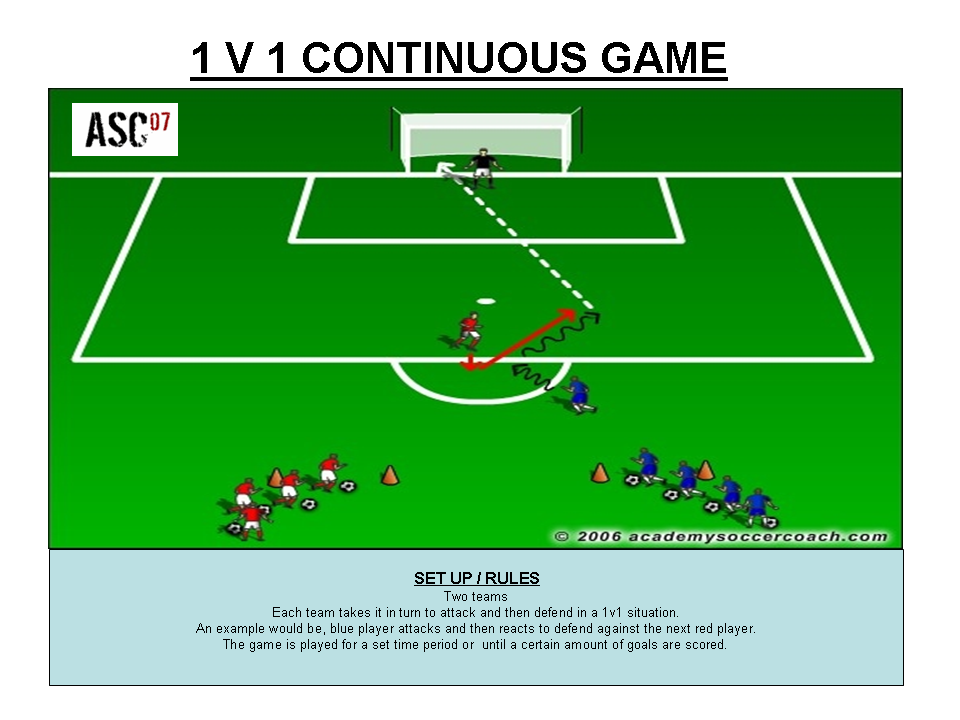 1 V 1 CONTINUOUS GAME
ASC07
© 2006 academysoccercoach.com
SET UP / RULES
Two teams
Each team takes it in turn to attack and then defend in a 1v1 situation.
An example would be, blue player attacks and then reacts to defend against the next red player.
The game is played for a set time period or  until a certain amount of goals are scored.